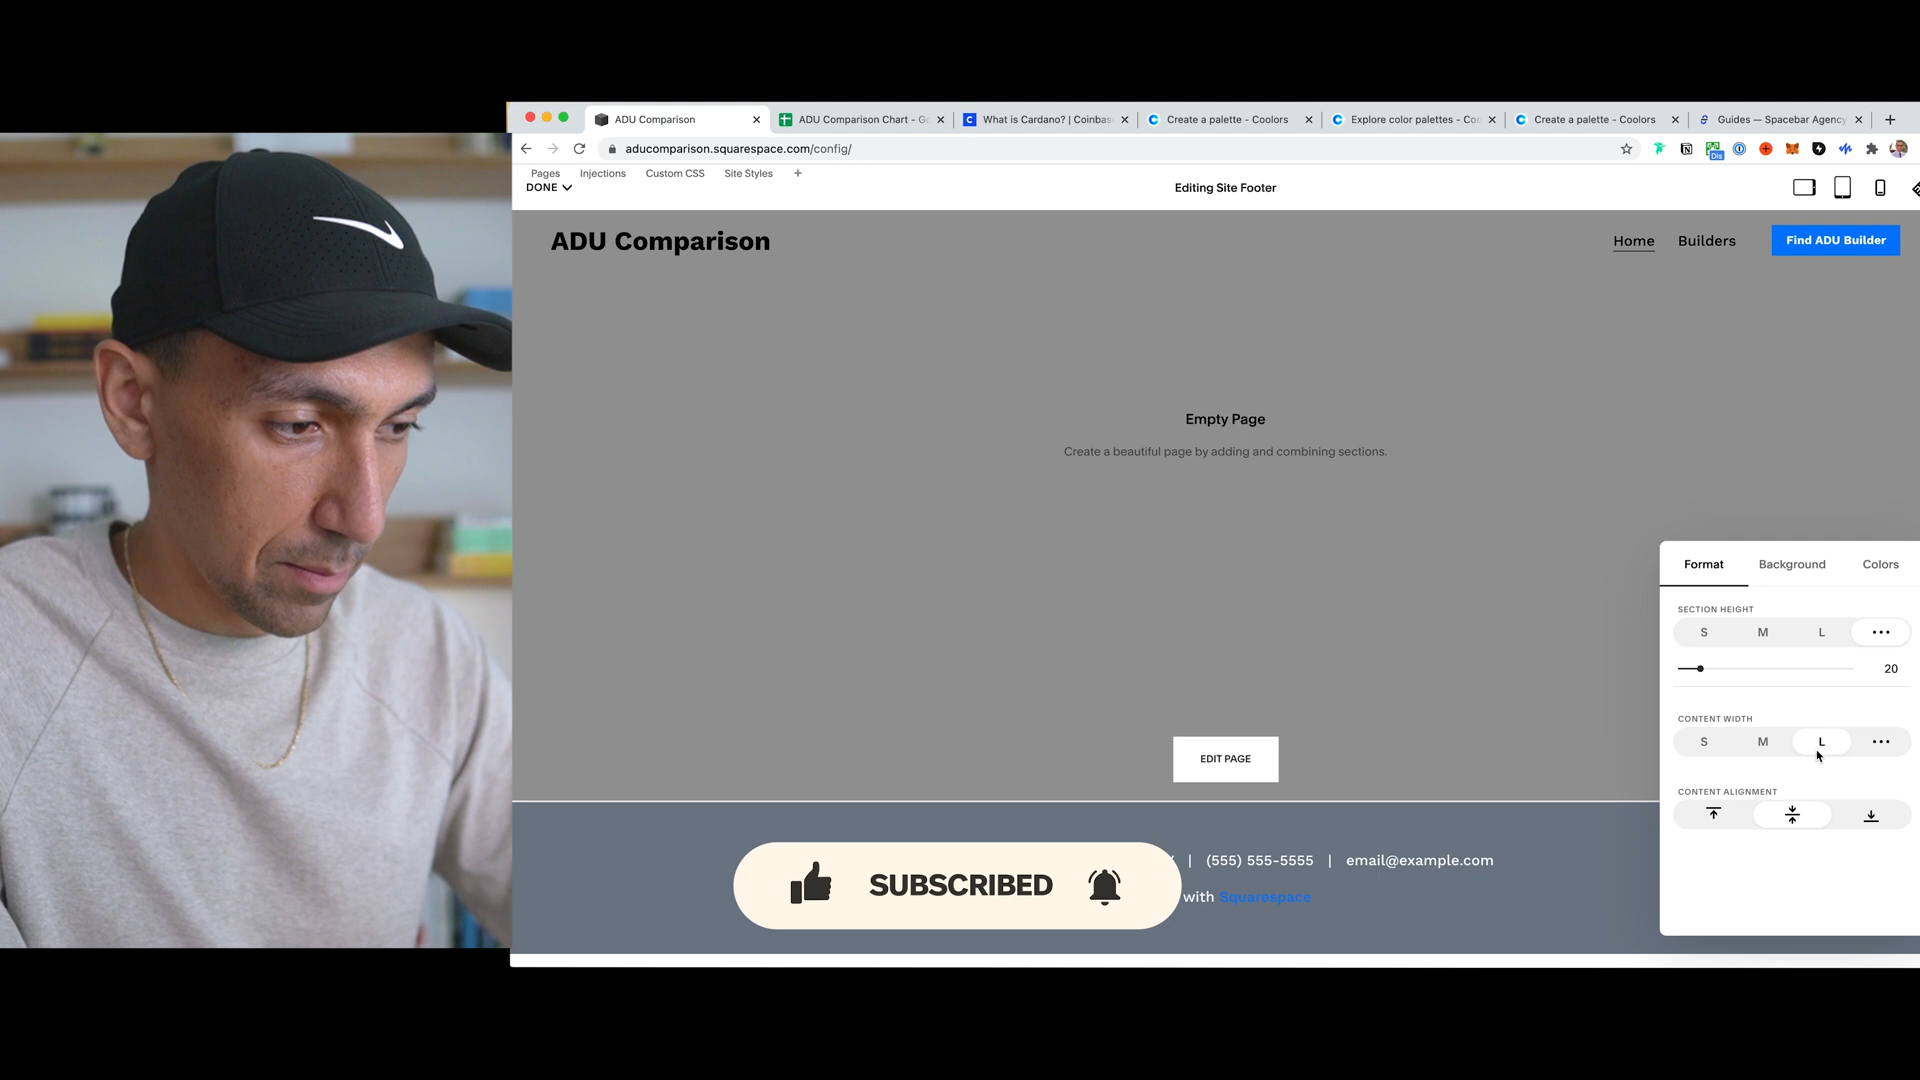 ADU Comparison
ADU Comparison Chart - G
What is Cardano? | Coinbas
Create a palette - Coolors
Explore color palettes - Coo
Create a palette - Coolors
Guides — Spacebar Agency
aducomparison.squarespace.com/config/
Dis
Pages
Injections
Custom CSS
Site Styles
+
DONE
Editing Site Footer
ADU Comparison
Home
Builders
Find ADU Builder
Empty Page
Create a beautiful page by adding and combining sections.
EDIT PAGE
Format
Background
Colors
SECTION HEIGHT
S M L ...
20
CONTENT WIDTH
S M L ...
CONTENT ALIGNMENT
| (555) 555-5555 | email@example.com
with Squarespace
SUBSCRIBED